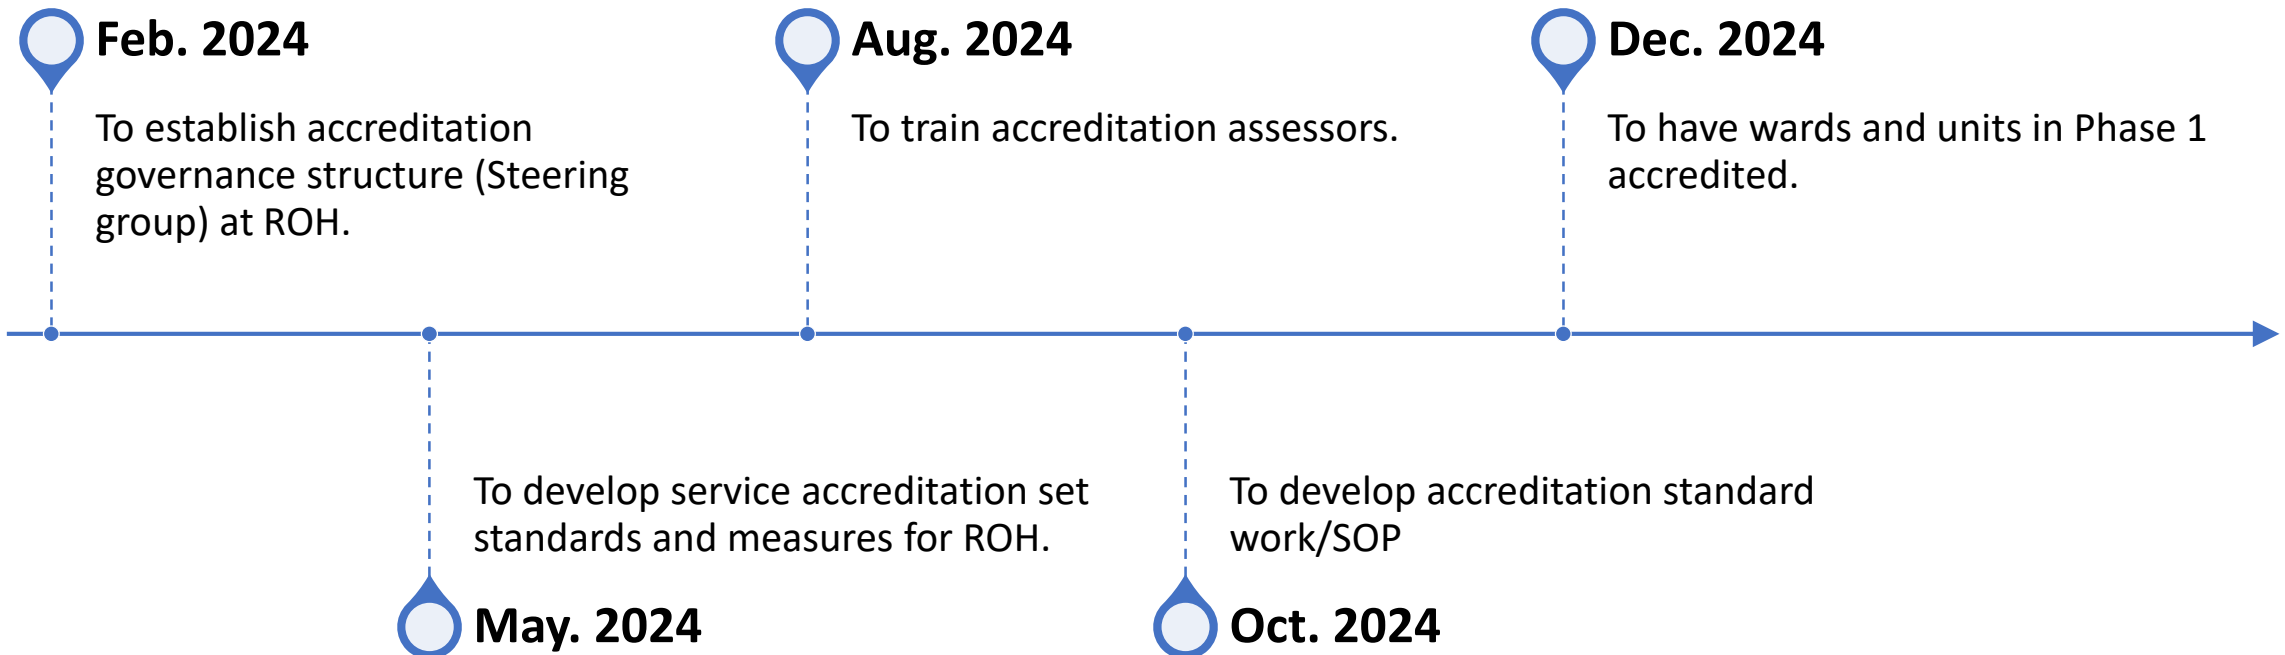 Feb. 2024
To establish accreditation
governance structure (Steering
group) at ROH.
May. 2024
To develop service accreditation set
standards and measures for ROH.
Aug. 2024
To train accreditation assessors.
Oct. 2024
To develop accreditation standard
work/SOP
Dec. 2024
To have wards and units in Phase 1
accredited.